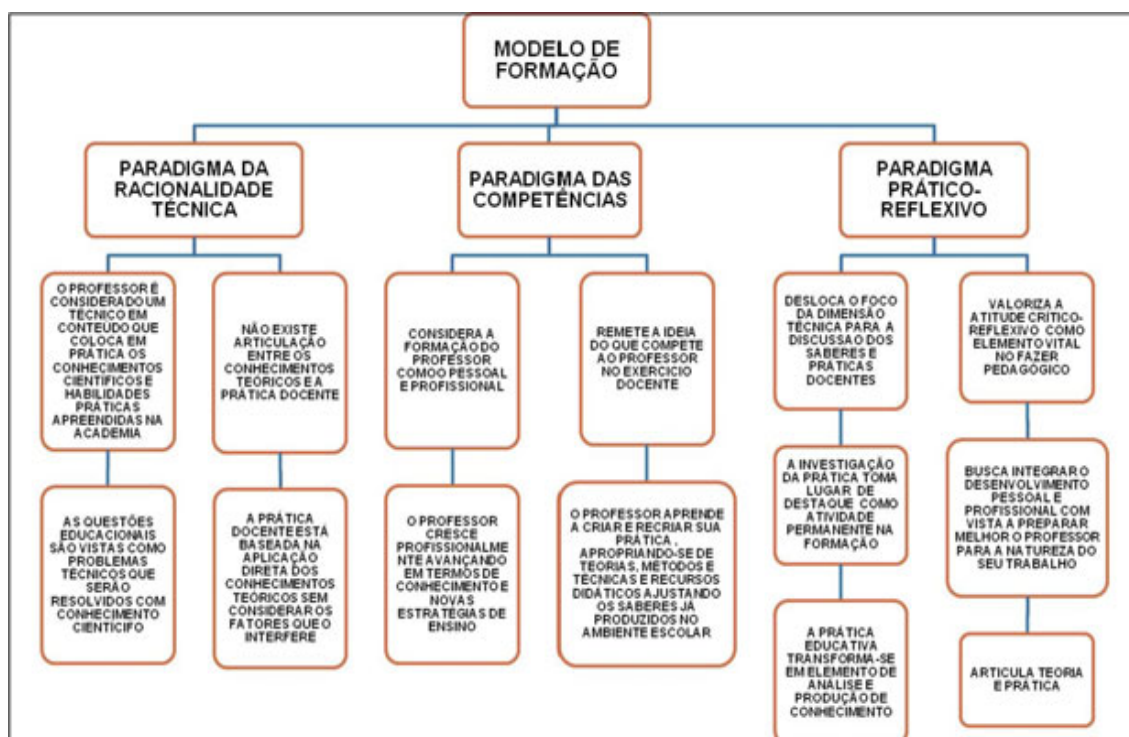 MODELO DE
FORMAÇÃO
PARADIGMA DA
RACIONALIDADE
TÉCNICA
PARADIGMA DAS
COMPETÊNCIAS
PARADIGMA
PRÁTICO-
REFLEXIVO
O PROFESSOR É
CONSIDERADO UM
TÉCNICO EM
CONTEÚDO QUE
COLOCA EM
PRÁTICA OS
CONHECIMENTOS
CIENTÍFICOS E
HABILIDADES
PRÁTICAS
APREENDIDAS NA
ACADEMIA
NÃO EXISTE
ARTICULAÇÃO
ENTRE OS
CONHECIMENTOS
TEÓRICOS E A
PRÁTICA DOCENTE
CONSIDERA A
FORMAÇÃO DO
PROFESSOR
COMOO PESSOAL
E PROFISSIONAL
REMETE A IDEIA
DO QUE COMPETE
AO PROFESSOR
NO EXERCICIO
DOCENTE
DESLOCA O FOCO
DA DIMENSÃO
TÉCNICA PARA A
DISCUSSÃO DOS
SABERES E
PRÁTICAS
DOCENTES
VALORIZA A
ATITUDE CRÍTICO-
REFLEXIVO COMO
ELEMENTO VITAL
NO FAZER
PEDAGÓGICO
AS QUESTÕES
EDUCACIONAIS
SÃO VISTAS COMO
PROBLEMAS
TÉCNICOS QUE
SERÃO
RESOLVIDOS COM
CONHECIMENTO
CIENTÍCIFO
A PRÁTICA
DOCENTE ESTÁ
BASEADA NA
APLICAÇÃO
DIRETA DOS
CONHECIMENTOS
TEÓRICOS SEM
CONSIDERAR OS
FATORES QUE O
INTERFERE
O PROFESSOR
CRESCE
PROFISSIONALME
NTE AVANÇANDO
EM TERMOS DE
CONHECIMENTO E
NOVAS
ESTRATÉGIAS DE
ENSINO
O PROFESSOR APRENDE
A CRIAR E RECRIAR SUA
PRÁTICA ,
APROPRIANDO-SE DE
TEORIAS, MÉTODOS E
TÉCNICAS E RECURSOS
DIDÁTICOS AJUSTANDO
OS SABERES JÁ
PRODUZIDOS NO
AMBIENTE ESCOLAR
A INVESTIGAÇÃO
DA PRÁTICA TOMA
LUGAR DE
DESTAQUE COMO
ATIVIDADE
PERMANENTE NA
FORMAÇÃO
BUSCA INTEGRAR O
DESENVOLVIMENTO
PESSOAL E
PROFISSIONAL COM
VISTA A PREPARAR
MELHOR O PROFESSOR
PARA A NATUREZA DO
SEU TRABALHO
A PRÁTICA
EDUCATIVA
TRANSFORMA-SE
EM ELEMENTO DE
ANÁLISE E
PRODUÇÃO DE
CONHECIMENTO
ARTICULA TEORIA
E PRÁTICA